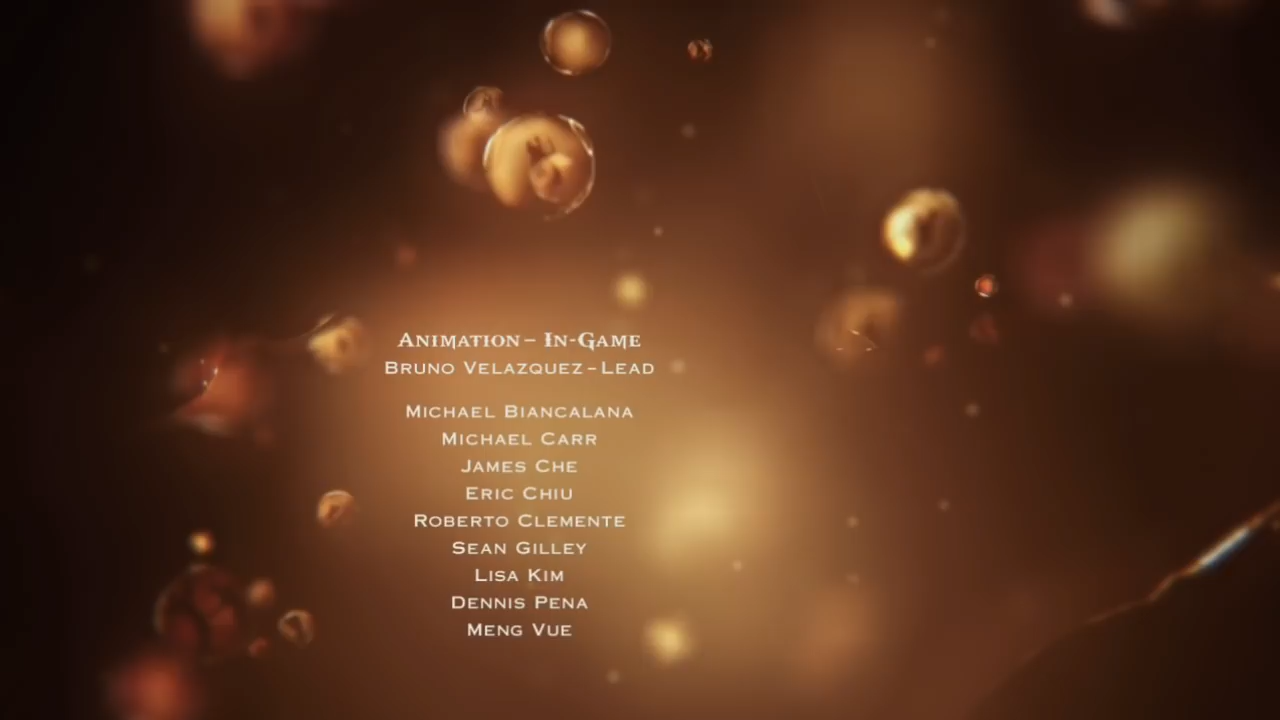 Animation – In-Game
Bruno Velazquez – Lead
Michael Biancalana
Michael Carr
James Che
Eric Chiu
Roberto Clemente
Sean Gilley
Lisa Kim
Dennis Pena
Meng Vue